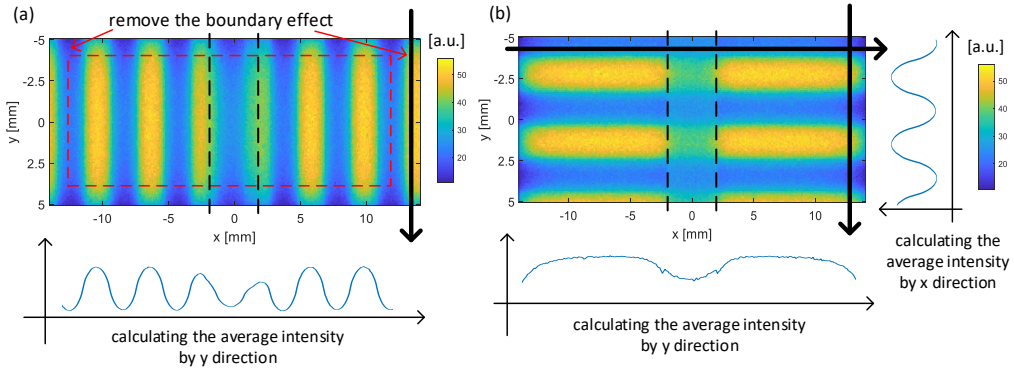 (a)
remove the boundary effect
-5
-2.5
0
2.5
5
y [mm]
-10
-5
0
5
10
x [mm]
[a.u.]
50
40
30
20
calculating the average intensity
by y direction
(b)
-5
-2.5
0
2.5
5
y [mm]
-10
-5
0
5
10
x [mm]
[a.u.]
50
40
30
20
calculating the
average intensity
by x direction
calculating the average intensity
by y direction